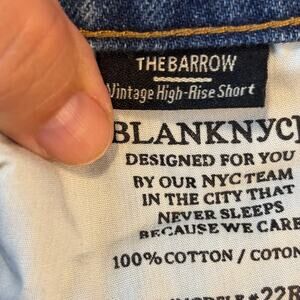 THE BARROW
Vintage High-Rise Short
BLANKNYC
DESIGNED FOR YOU
BY OUR NYC TEAM
IN THE CITY THAT
NEVER SLEEPS
BECAUSE WE CARE
100% COTTON / COTON